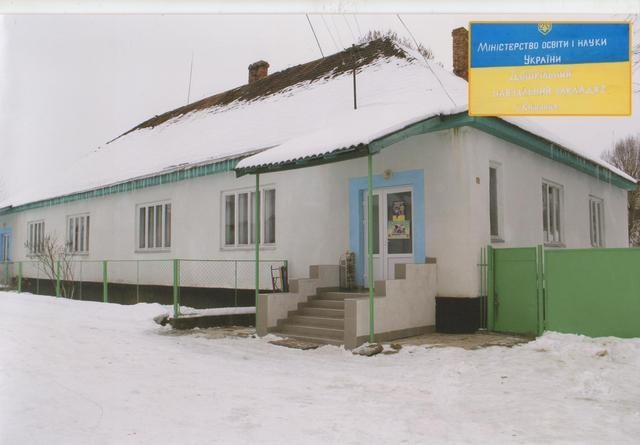 Міністерство освіти і науки
України
Дошкільний
навчальний заклад